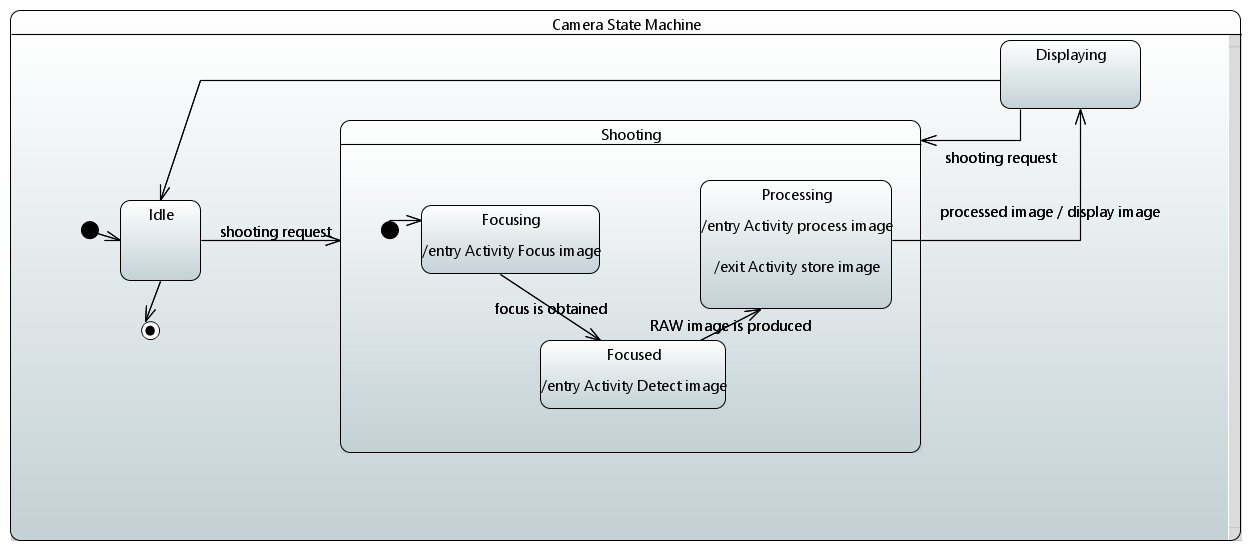 Camera State Machine
Displaying
Shooting
shooting request
Processing
Idle
Focusing
/entry Activity process image
processed image / display image
shooting request
/entry Activity Focus image
/exit Activity store image
focus is obtained
RAW image is produced
Focused
/entry Activity Detect image